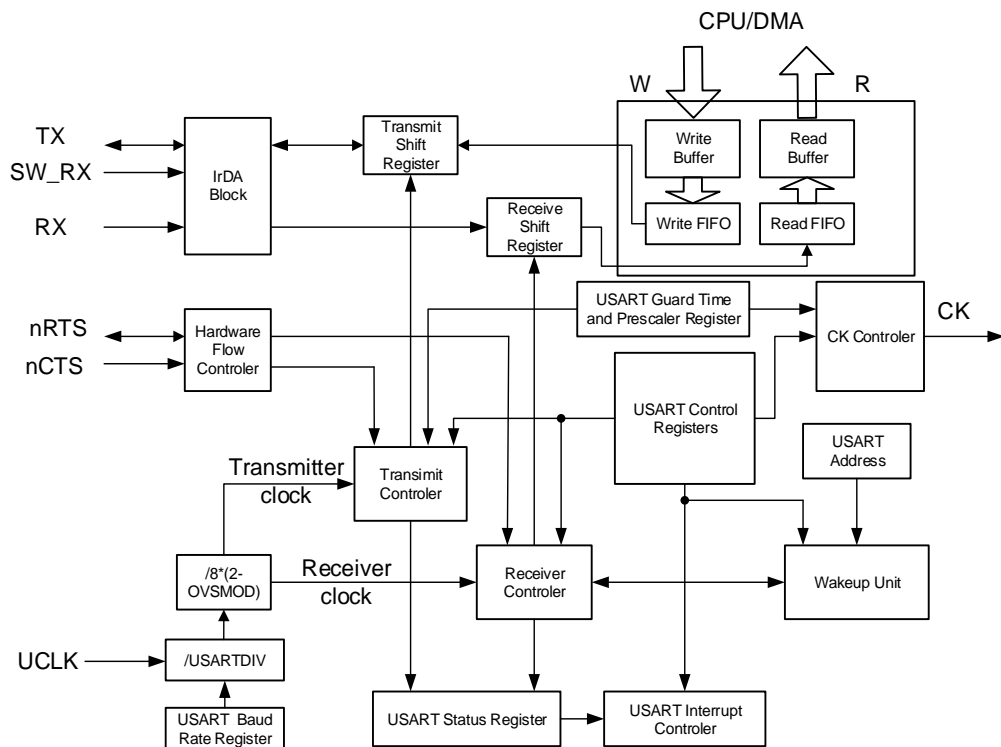 CPU/DMA
W
R
TX
SW_RX
RX
IrDA
Block
Transmit
Shift
Register
Write
Buffer
Read
Buffer
Receive
Shift
Register
Write FIFO
Read FIFO
USART Guard Time
and Prescaler Register
CK Controler
CK
nRTS
nCTS
Hardware
Flow
Controler
USART Control
Registers
USART
Address
Transmitter
clock
Transimit
Controler
/8*(2-
OVSMOD)
Receiver
clock
Receiver
Controler
Wakeup Unit
UCLK
/USARTDIV
USART Baud
Rate Register
USART Status Register
USART Interrupt
Controler